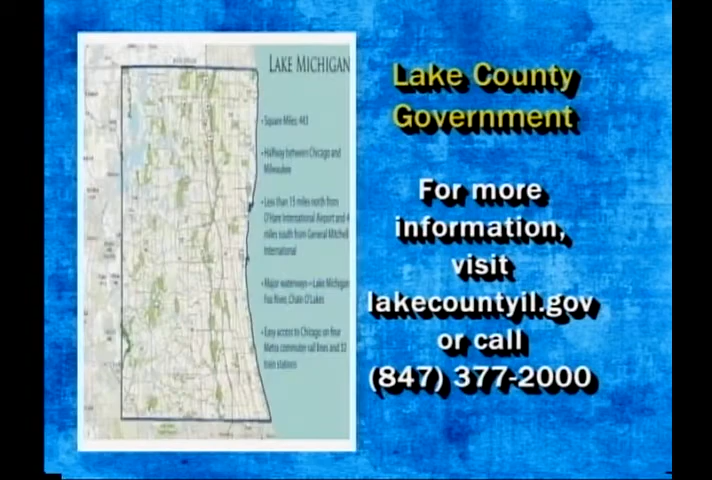 LAKE MICHIGAN
• Square Miles: 443
• Halfway between Chicago and
Milwaukee
• Less than 15 miles north from
O'Hare International Airport and 4
miles south from General Mitchell
International
• Major waterways – Lake Michigan,
Fox River, Chain O'Lakes
• Easy access to Chicago on four
Metra commuter rail lines and 32
train stations
Lake County
Government
For more
information,
visit
lakecountyil.gov
or call
(847) 377-2000